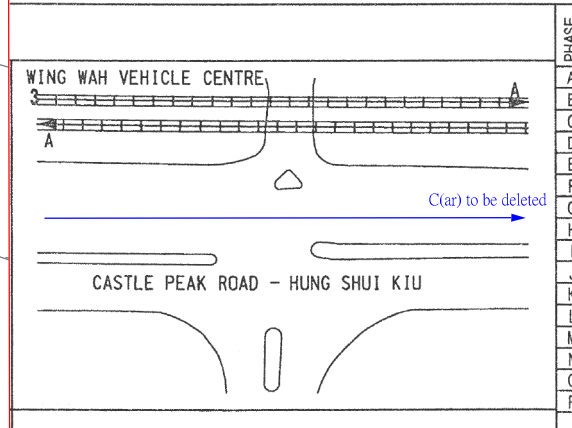 PHASE
WING WAH VEHICLE CENTRE
3
A
A
C(ar) to be deleted
CASTLE PEAK ROAD - HUNG SHUI KIU
A
B
C
D
E
F
G
H
I
J
K
L
M
N
O
P